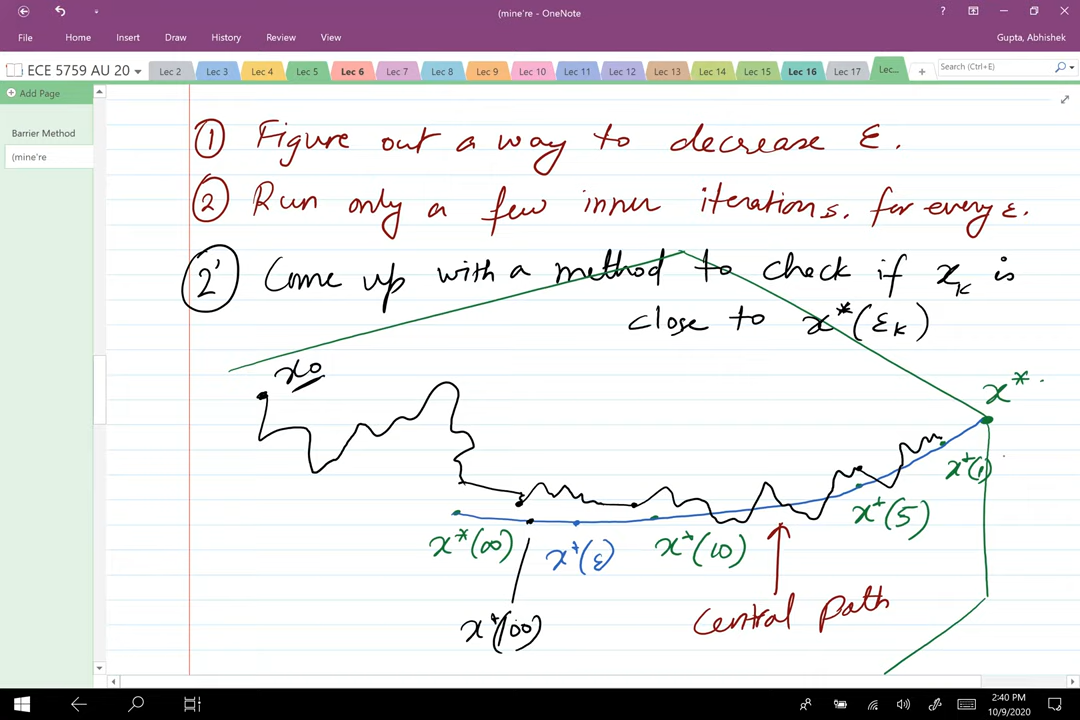 (mine're - OneNote
File Home Insert Draw History Review View
Gupta, Abhishek
ECE 5759 AU 20
Lec 2 Lec 3 Lec 4 Lec 5 Lec 6 Lec 7 Lec 8 Lec 9 Lec 10 Lec 11 Lec 12 Lec 13 Lec 14 Lec 15 Lec 16 Lec 17 Lec...
Search (Ctrl+E)
Add Page
Barrier Method
(mine're
① Figure out a way to decrease ε.
② Run only a few inner iterations. for every ε.
②' Come up with a method to check if x_k is
close to x*(ε_k)
x0
x*
x*(1)
x*(5)
x*(∞) x*(ε) x*(10)
x*(100)
Central path
2:40 PM
10/9/2020